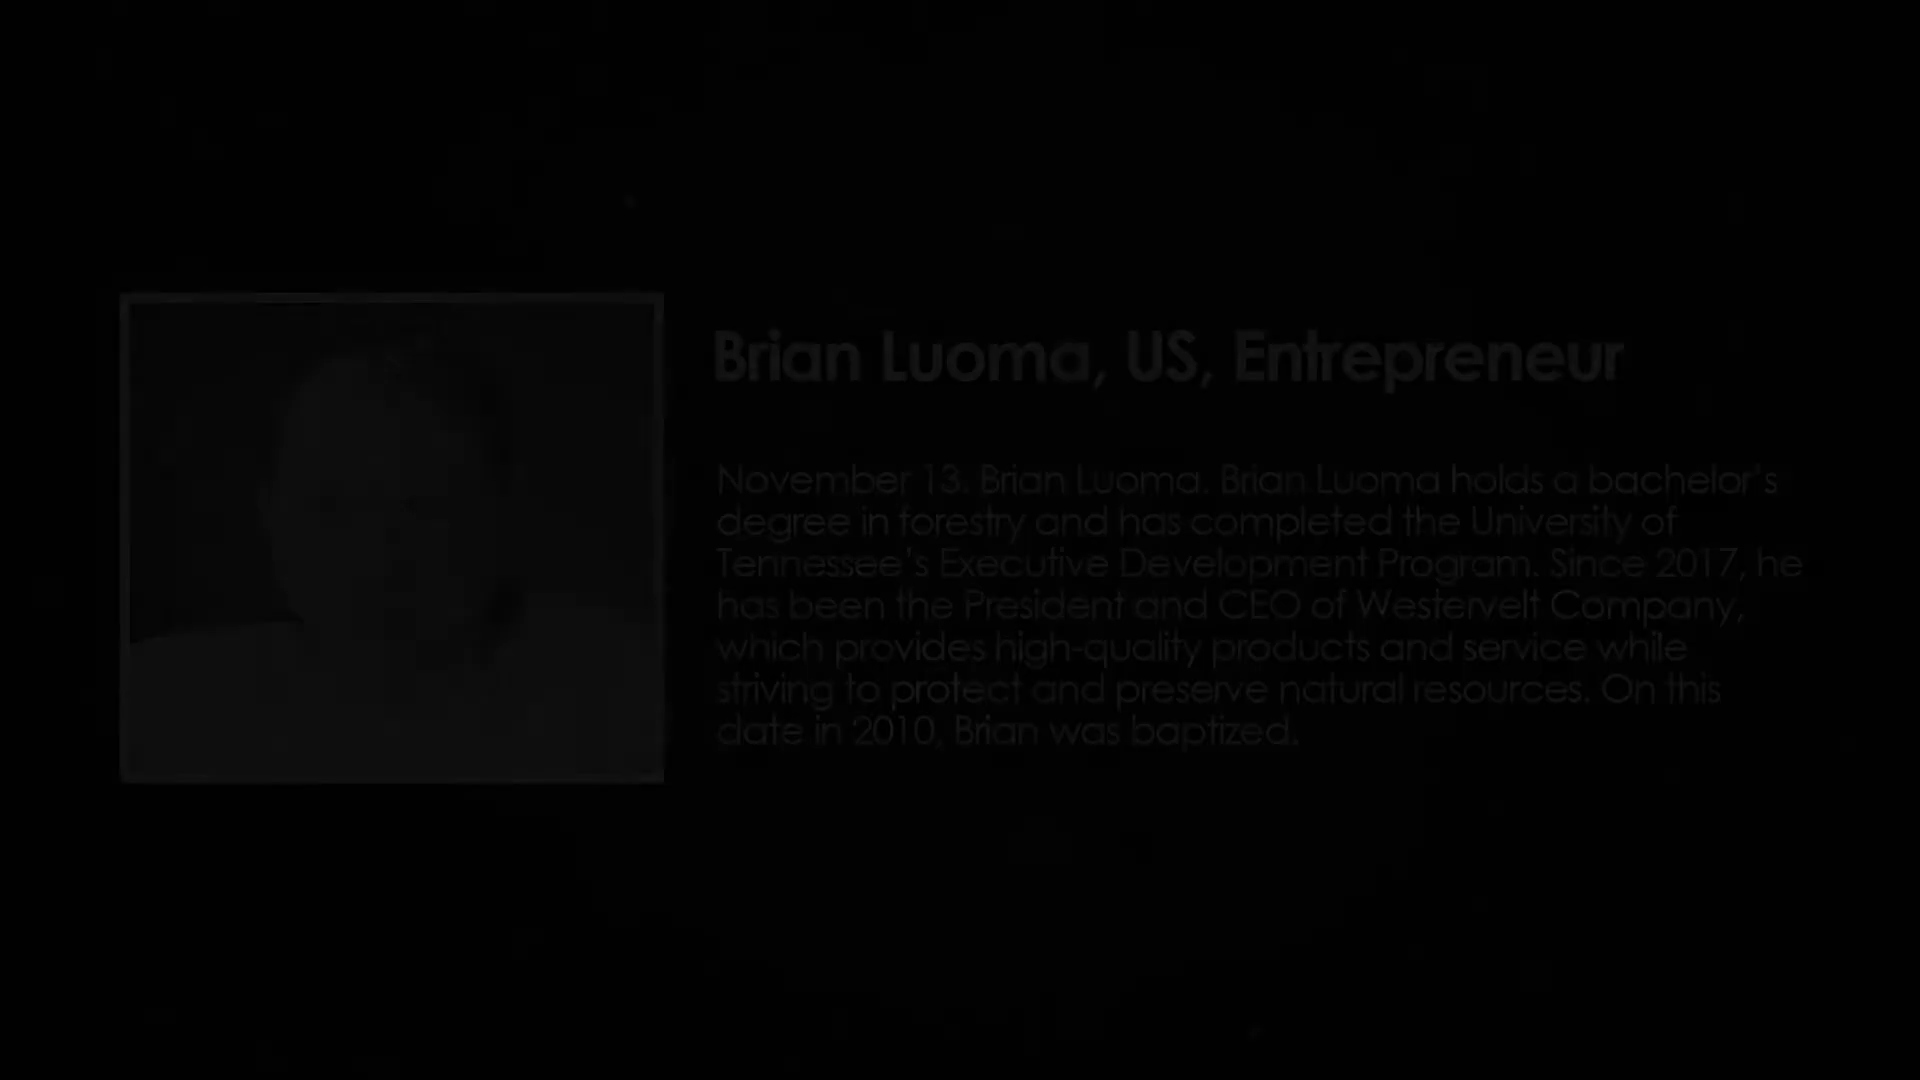 Brian Luoma, US, Entrepreneur
November 13. Brian Luoma. Brian Luoma holds a bachelor's
degree in forestry and has completed the University of
Tennessee's Executive Development Program. Since 2017, he
has been the President and CEO of Westervelt Company,
which provides high-quality products and service while
striving to protect and preserve natural resources. On this
date in 2010, Brian was baptized.